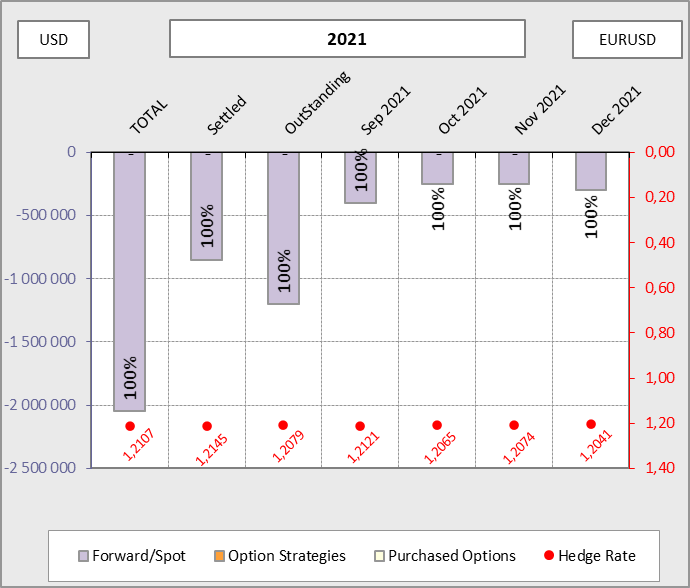 USD
2021
EURUSD
TOTAL
Settled
OutStanding
Sep 2021
Oct 2021
Nov 2021
Dec 2021
0
-500 000
-1 000 000
-1 500 000
-2 000 000
-2 500 000
0,00
0,20
0,40
0,60
0,80
1,00
1,20
1,40
-
-
-
-
-
100%
100%
100%
100%
100%
100%
100%
1,2107
1,2145
1,2079
1,2121
1,2065
1,2074
1,2041
Forward/Spot
Option Strategies
Purchased Options
Hedge Rate